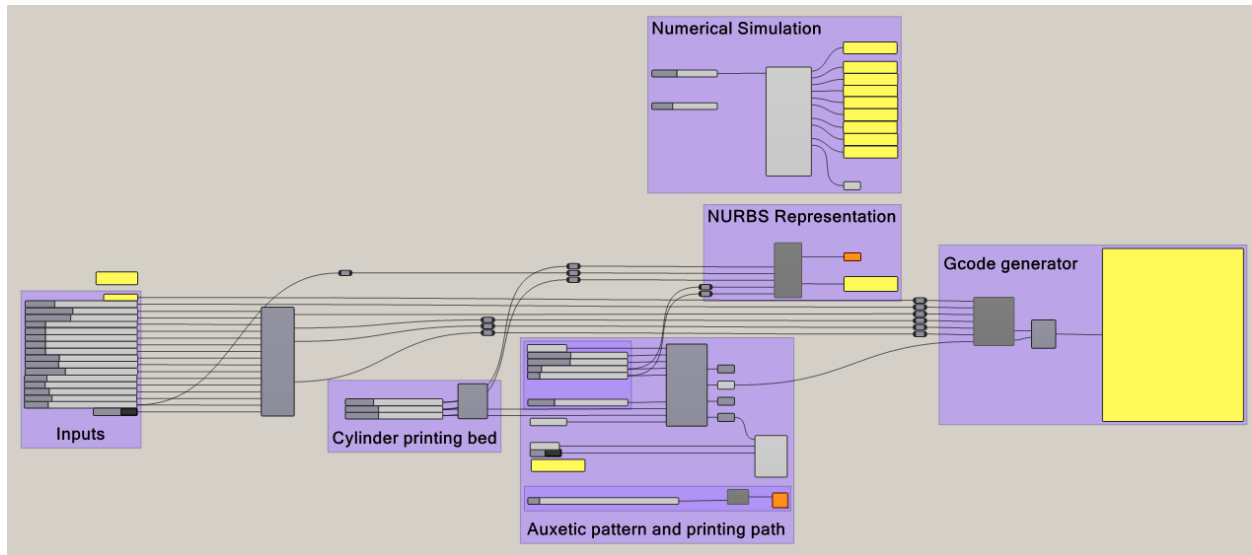 Numerical Simulation
NURBS Representation
Gcode generator
Inputs
Cylinder printing bed
Auxetic pattern and printing path